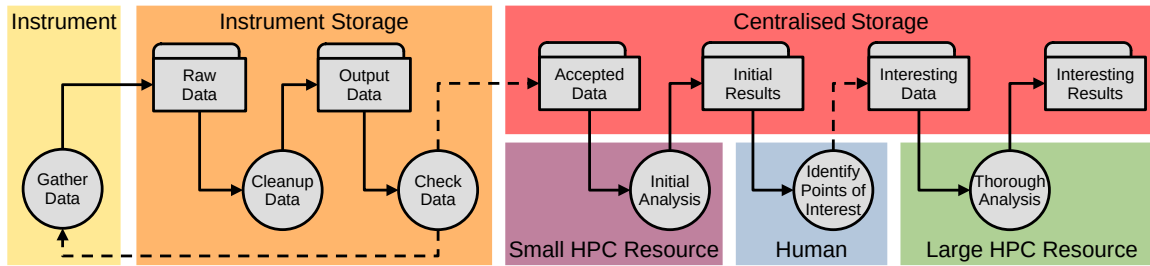 Instrument
Instrument Storage
Centralised Storage
Raw
Data
Output
Data
Accepted
Data
Initial
Results
Interesting
Data
Interesting
Results
Gather
Data
Cleanup
Data
Check
Data
Initial
Analysis
Identify
Points of
Interest
Thorough
Analysis
Small HPC Resource
Human
Large HPC Resource